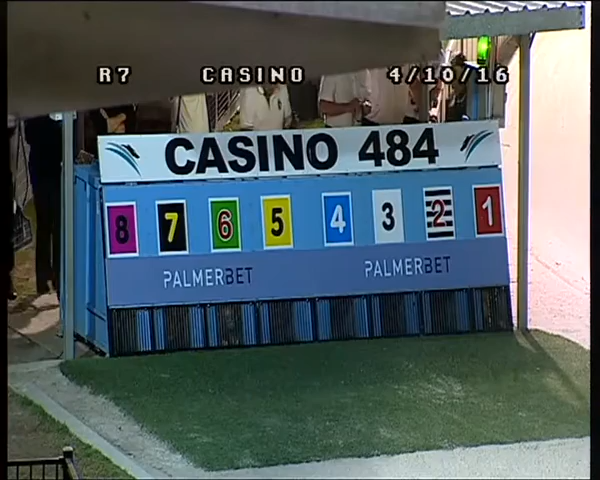 R7 CASINO 4/10/16
CASINO 484
8 7 6 5 4 3 2 1
PALMERBET PALMERBET